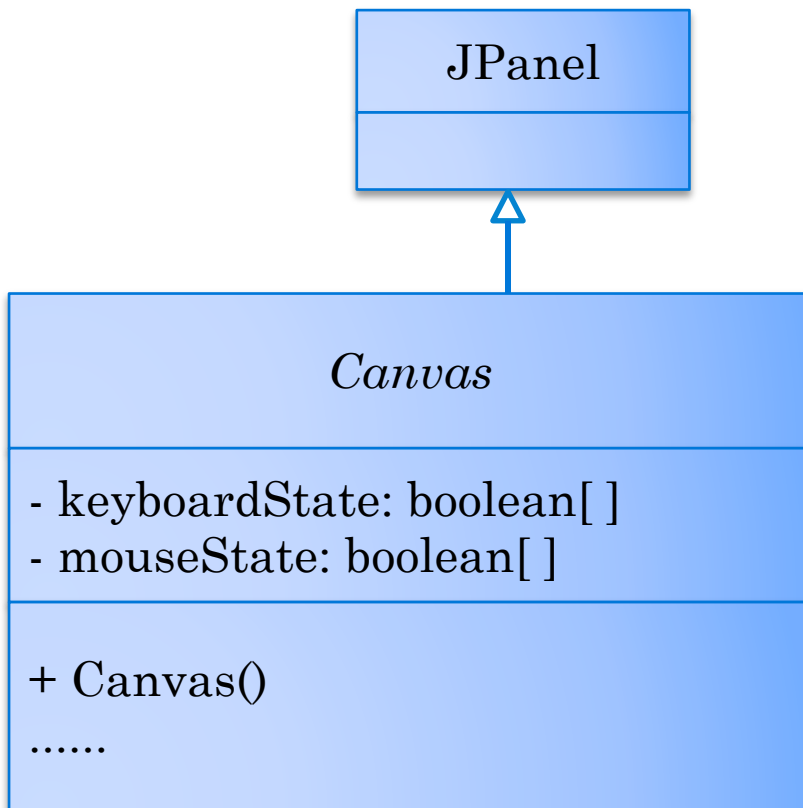 JPanel
Canvas
- keyboardState: boolean[ ]
- mouseState: boolean[ ]
+ Canvas()
......